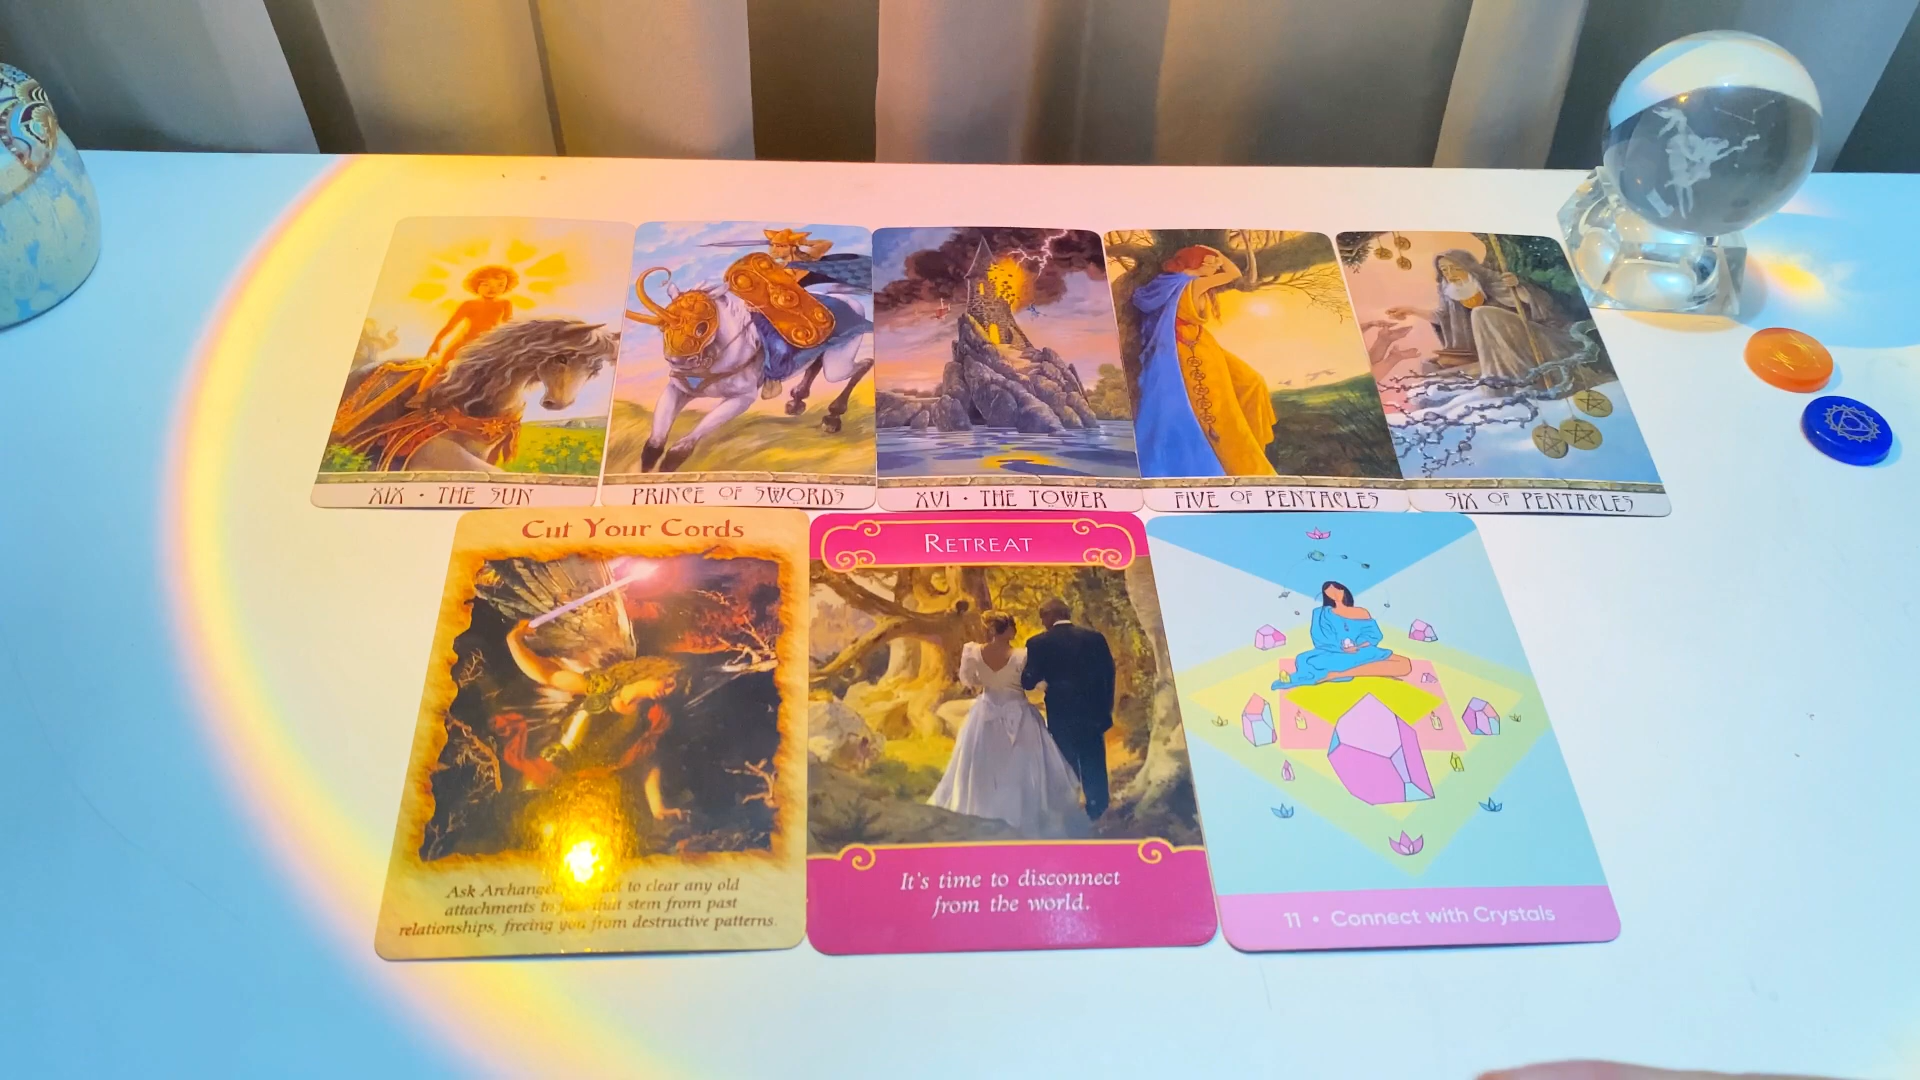 XIX • THE SUN
PRINCE OF SWORDS
XVI • THE TOWER
FIVE OF PENTACLES
SIX OF PENTACLES
Cut Your Cords
Ask Archangel to clear any old
attachments to that stem from past
relationships, freeing you from destructive patterns.
RETREAT
It's time to disconnect
from the world.
11 • Connect with Crystals